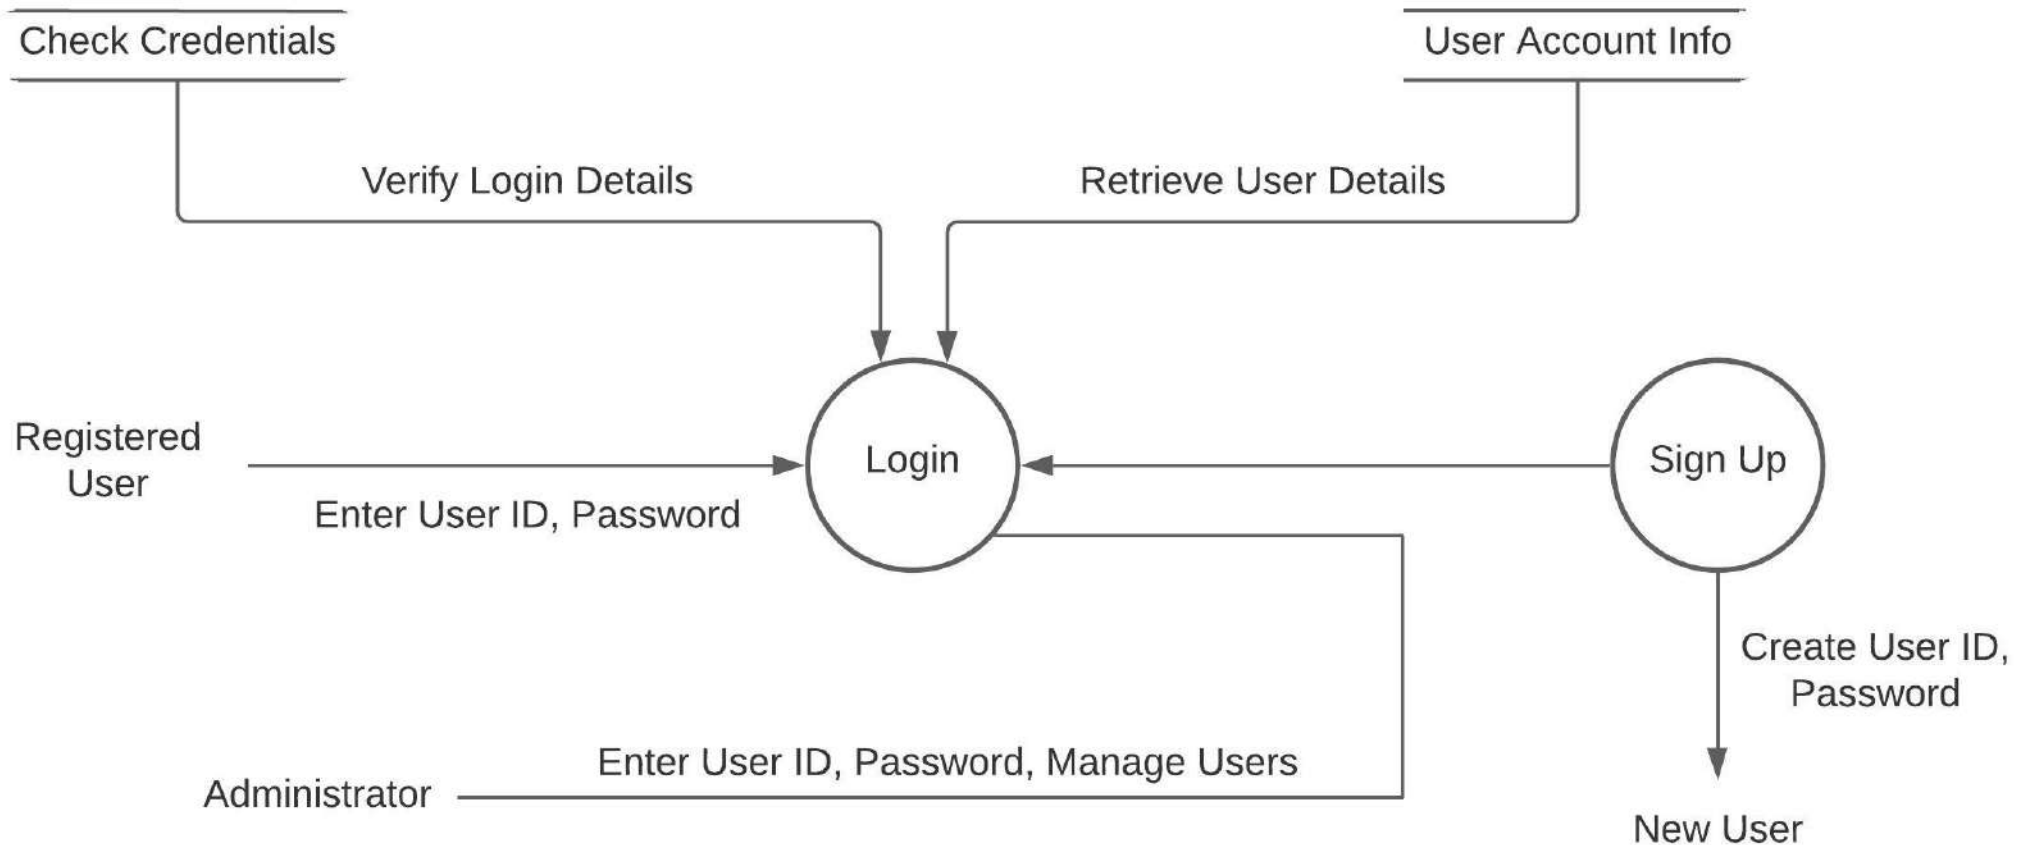 Check Credentials
User Account Info
Verify Login Details
Retrieve User Details
Registered
User
Enter User ID, Password
Login
Sign Up
Create User ID,
Password
Enter User ID, Password, Manage Users
Administrator
New User